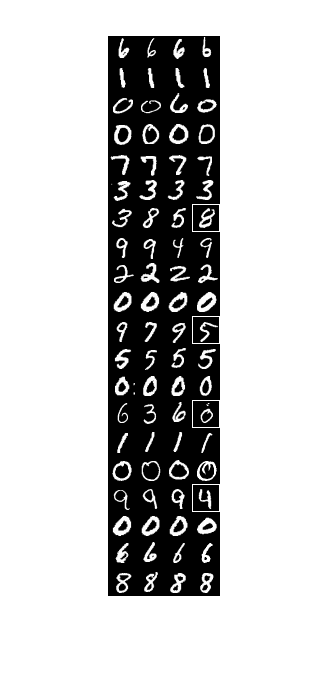 6 6 6 6
1 1 1 1
0 0 6 0
0 0 0 0
7 7 7 7
3 3 3 3
3 8 5 8
9 9 4 9
2 2 2 2
0 0 0 0
9 7 9 5
5 5 5 5
0 0 0 0
6 3 6 0
1 1 1 1
0 0 0 0
9 9 9 4
0 0 0 0
6 6 6 6
8 8 8 8